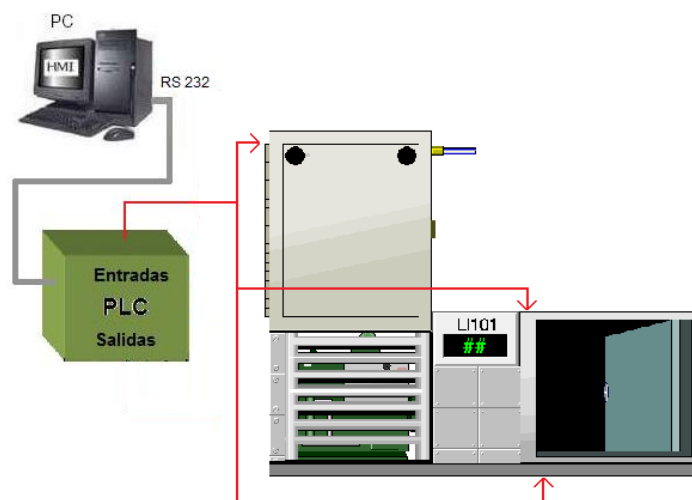 PC
HMI
RS 232
Entradas
PLC
Salidas
LI101
##